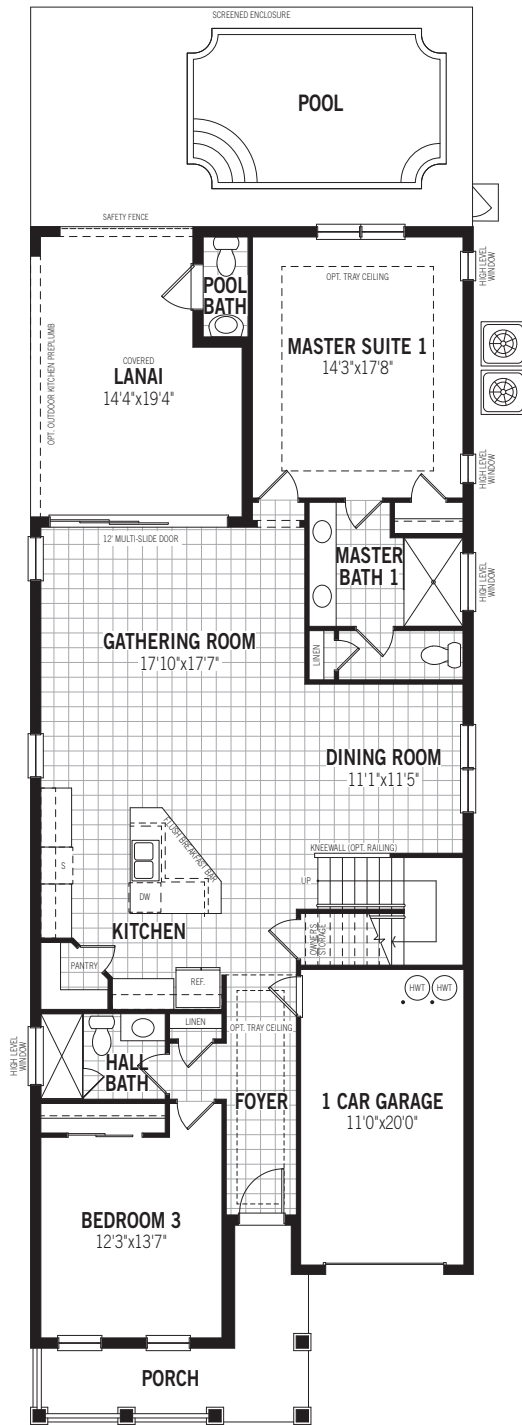 SCREENED ENCLOSURE
POOL
SAFETY FENCE
POOL
BATH
OPT. TRAY CEILING
HIGH LEVEL
WINDOW
MASTER SUITE 1
14'3"x17'8"
COVERED
LANAI
14'4"x19'4"
OPT. OUTDOOR KITCHEN PREPLUMB
HIGH LEVEL
WINDOW
12' MULTI-SLIDE DOOR
MASTER
BATH 1
HIGH LEVEL
WINDOW
GATHERING ROOM
17'10"x17'7"
LINEN
DINING ROOM
11'1"x11'5"
FLUSH BREAKFAST BAR
KNEEWALL (OPT. RAILING)
S
UP
DW
KITCHEN
OWNER'S
STORAGE
PANTRY
REF.
HWT
HWT
LINEN
OPT. TRAY CEILING
HIGH LEVEL
WINDOW
HALL
BATH
FOYER
1 CAR GARAGE
11'0"x20'0"
BEDROOM 3
12'3"x13'7"
PORCH